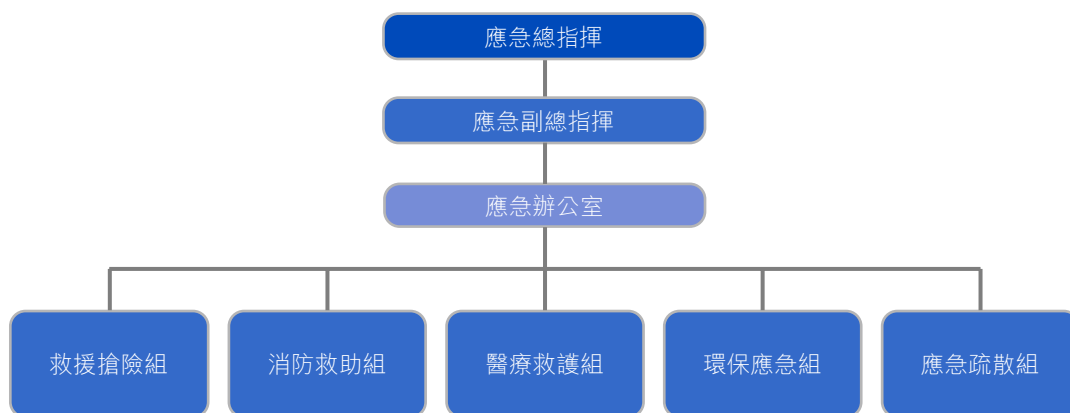 應急總指揮
應急副總指揮
應急辦公室
救援搶險組
消防救助組
醫療救護組
環保應急組
應急疏散組